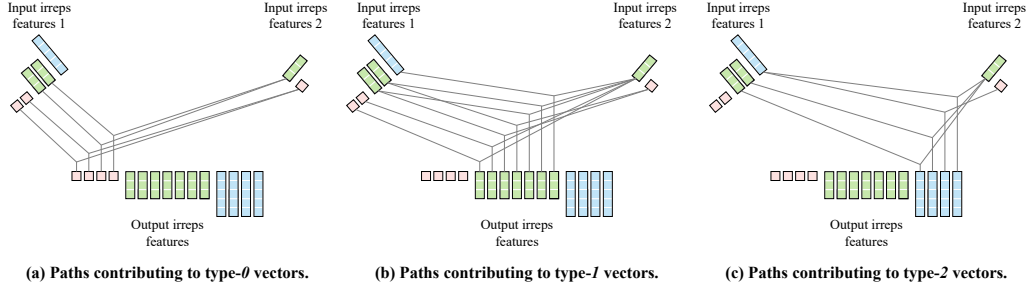 Input irreps
features 1
Input irreps
features 2
Output irreps
features
(a) Paths contributing to type-0 vectors.
Input irreps
features 1
Input irreps
features 2
Output irreps
features
(b) Paths contributing to type-1 vectors.
Input irreps
features 1
Input irreps
features 2
Output irreps
features
(c) Paths contributing to type-2 vectors.